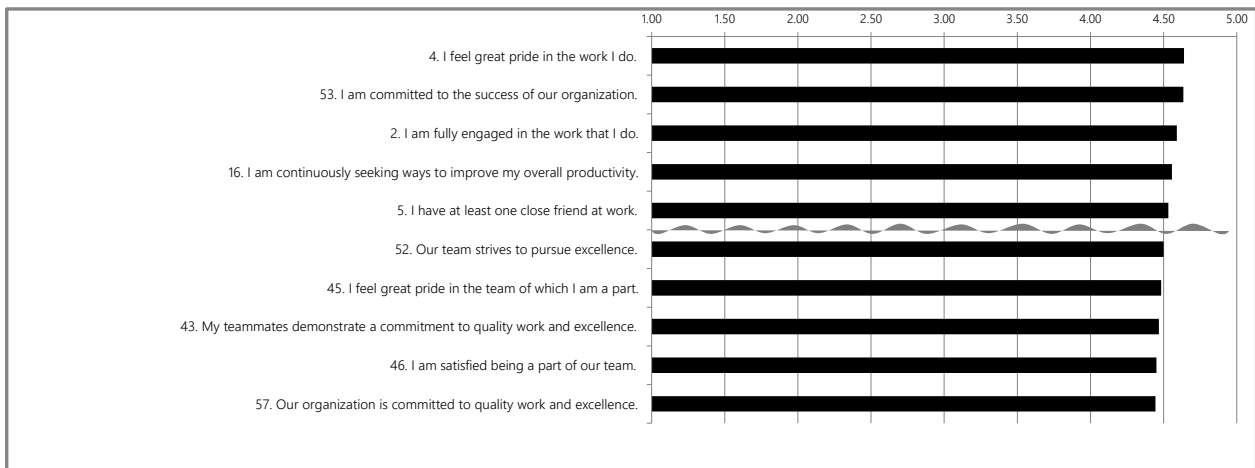 1.00 1.50 2.00 2.50 3.00 3.50 4.00 4.50 5.00
4. I feel great pride in the work I do.
53. I am committed to the success of our organization.
2. I am fully engaged in the work that I do.
16. I am continuously seeking ways to improve my overall productivity.
5. I have at least one close friend at work.
52. Our team strives to pursue excellence.
45. I feel great pride in the team of which I am a part.
43. My teammates demonstrate a commitment to quality work and excellence.
46. I am satisfied being a part of our team.
57. Our organization is committed to quality work and excellence.